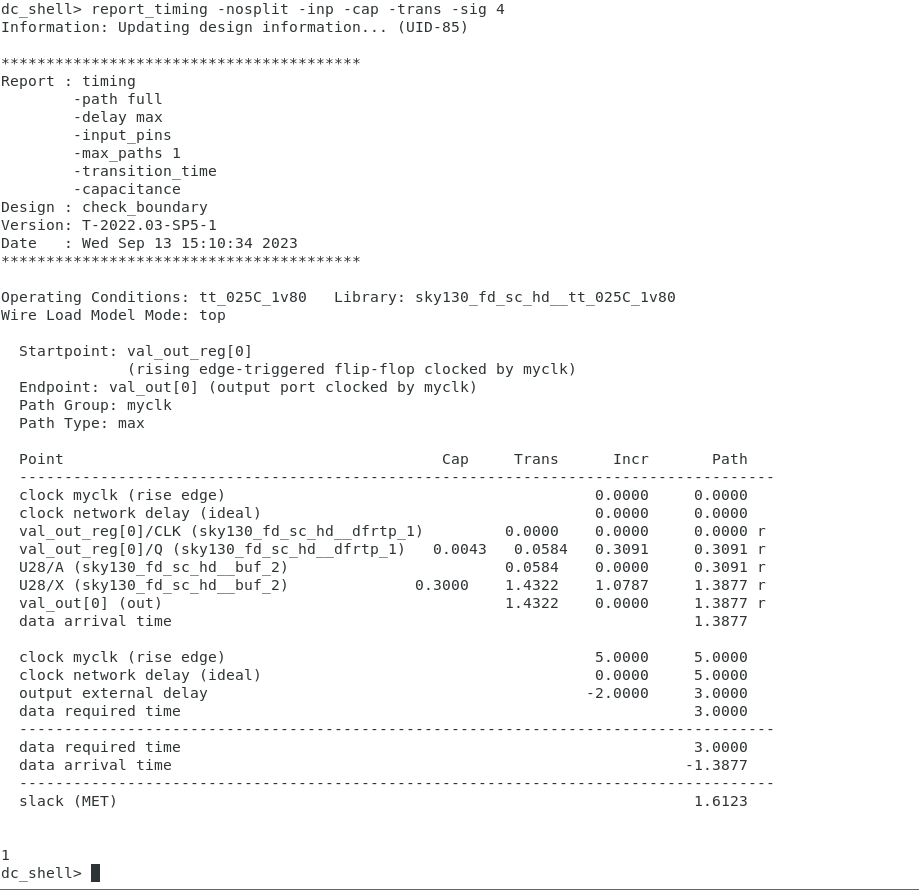 dc_shell> report_timing -nosplit -inp -cap -trans -sig 4
Information: Updating design information... (UID-85)
****************************************
Report : timing
-path full
-delay max
-input_pins
-max_paths 1
-transition_time
-capacitance
Design : check_boundary
Version: T-2022.03-SP5-1
Date   : Wed Sep 13 15:10:34 2023
****************************************
Operating Conditions: tt_025C_1v80   Library: sky130_fd_sc_hd__tt_025C_1v80
Wire Load Model Mode: top
Startpoint: val_out_reg[0]
(rising edge-triggered flip-flop clocked by myclk)
Endpoint: val_out[0] (output port clocked by myclk)
Path Group: myclk
Path Type: max
Point                                          Cap     Trans      Incr       Path
------------------------------------------------------------------------------------
clock myclk (rise edge)                                         0.0000     0.0000
clock network delay (ideal)                                     0.0000     0.0000
val_out_reg[0]/CLK (sky130_fd_sc_hd__dfrtp_1)         0.0000    0.0000     0.0000 r
val_out_reg[0]/Q (sky130_fd_sc_hd__dfrtp_1)   0.0043   0.0584   0.3091     0.3091 r
U28/A (sky130_fd_sc_hd__buf_2)                        0.0584    0.0000     0.3091 r
U28/X (sky130_fd_sc_hd__buf_2)              0.3000    1.4322    1.0787     1.3877 r
val_out[0] (out)                                      1.4322    0.0000     1.3877 r
data arrival time                                                          1.3877
clock myclk (rise edge)                                         5.0000     5.0000
clock network delay (ideal)                                     0.0000     5.0000
output external delay                                          -2.0000     3.0000
data required time                                                         3.0000
------------------------------------------------------------------------------------
data required time                                                         3.0000
data arrival time                                                         -1.3877
------------------------------------------------------------------------------------
slack (MET)                                                                1.6123
1
dc_shell>